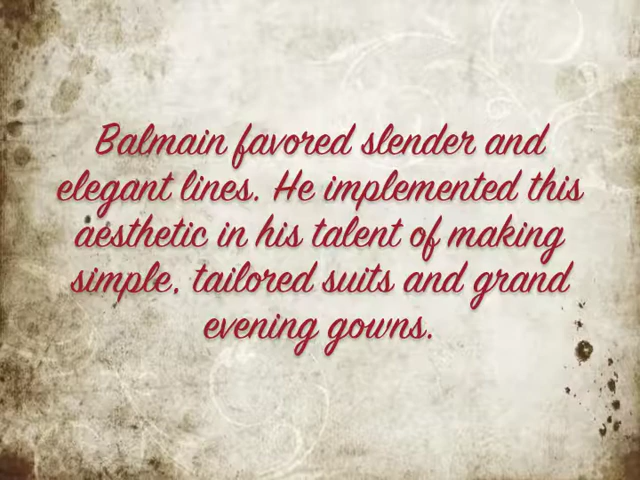 Balmain favored slender and
elegant lines. He implemented this
aesthetic in his talent of making
simple, tailored suits and grand
evening gowns.